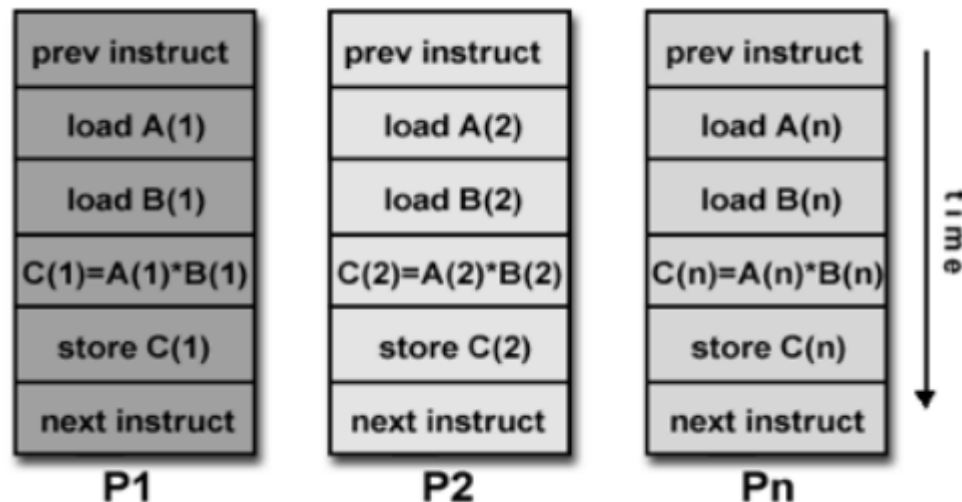 prev instruct
load A(1)
load B(1)
C(1)=A(1)*B(1)
store C(1)
next instruct
P1
prev instruct
load A(2)
load B(2)
C(2)=A(2)*B(2)
store C(2)
next instruct
P2
prev instruct
load A(n)
load B(n)
C(n)=A(n)*B(n)
store C(n)
next instruct
Pn
time